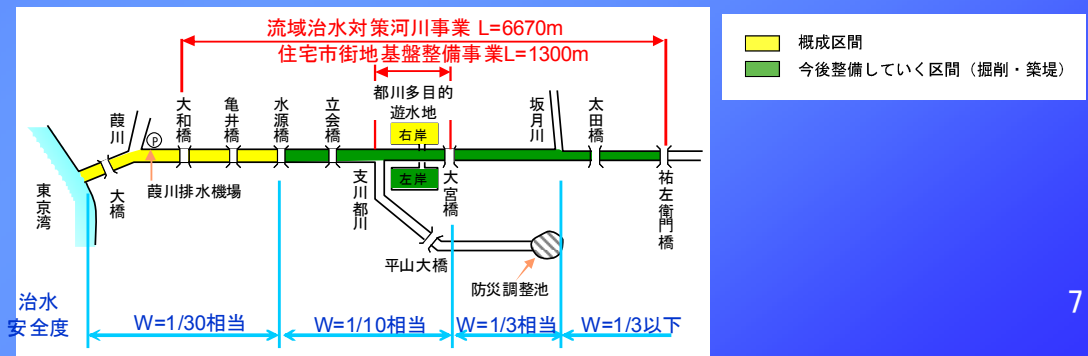 流域治水対策河川事業 L=6670m
住宅市街地基盤整備事業L=1300m
概成区間
今後整備していく区間（掘削・築堤）
都川多目的
遊水地
葭川
大和橋
亀井橋
水源橋
立会橋
右岸
坂月川
太田橋
P
左岸
東京湾
大橋
葭川排水機場
支川都川
大宮橋
祐左衛門橋
平山大橋
防災調整池
治水
安全度
W=1/30相当
W=1/10相当
W=1/3相当
W=1/3以下
7